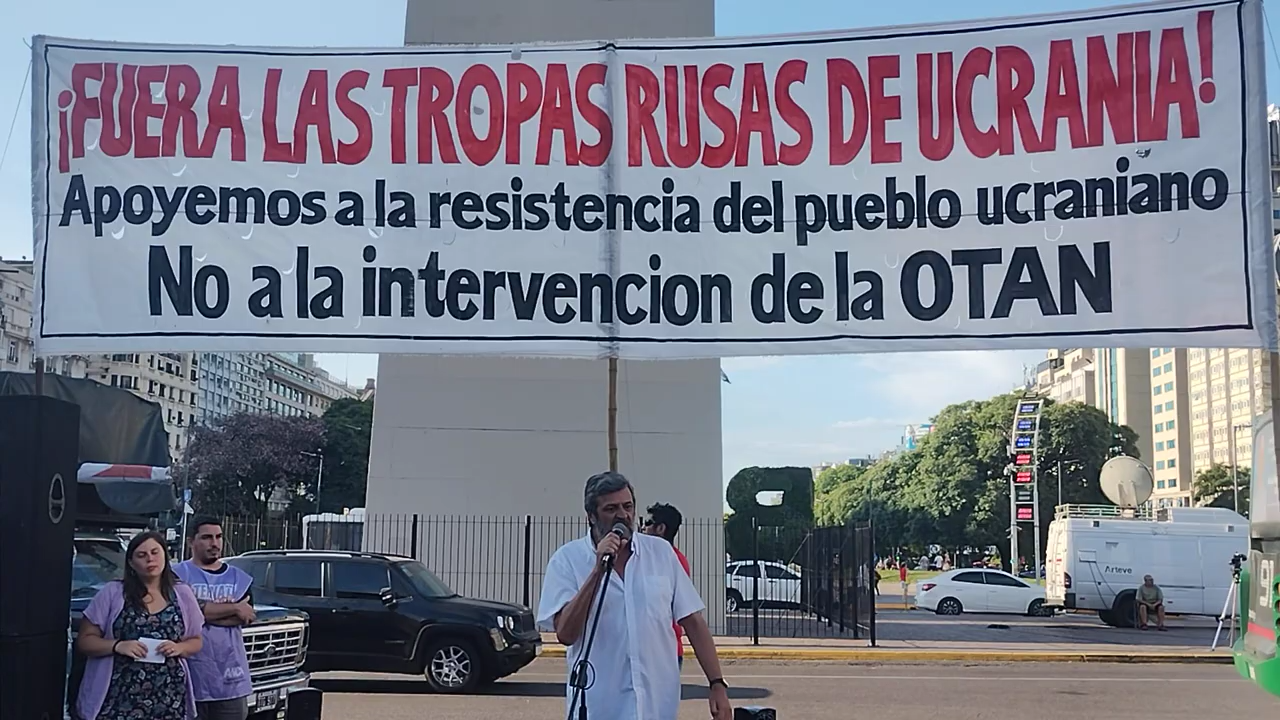 ¡FUERA LAS TROPAS RUSAS DE UCRANIA!
Apoyemos a la resistencia del pueblo ucraniano
No a la intervencion de la OTAN
Arteve